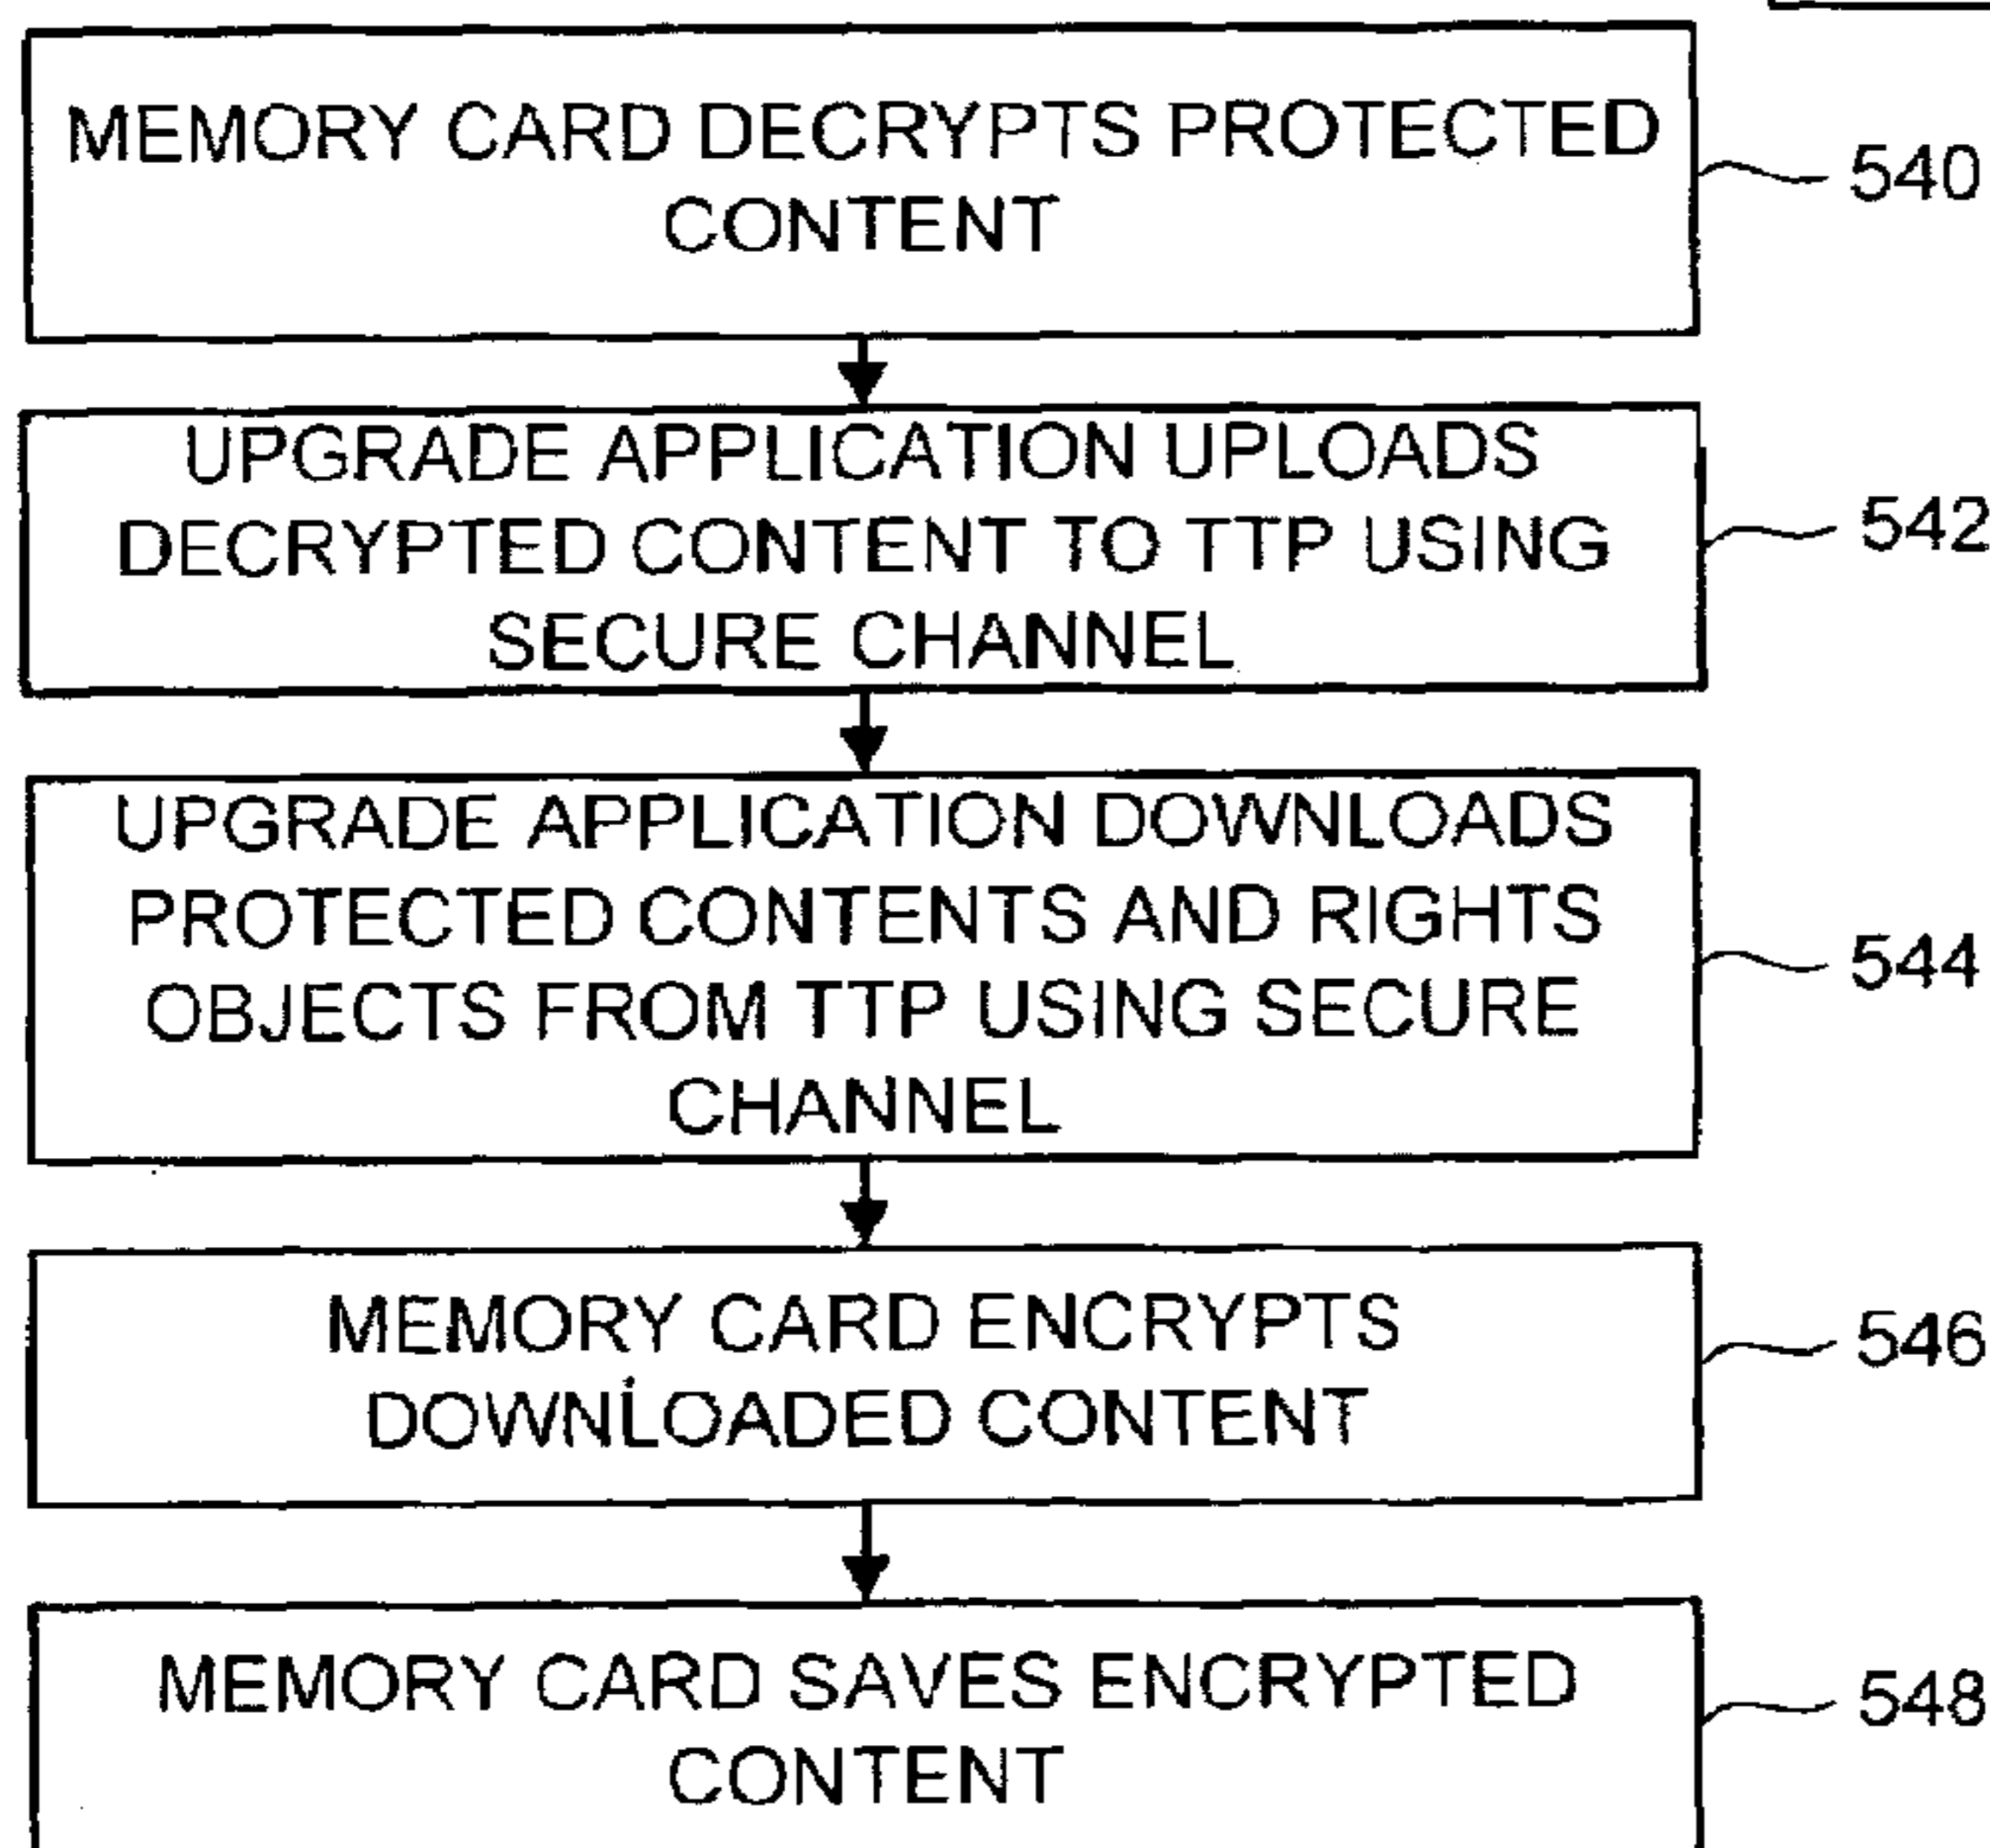 MEMORY CARD DECRYPTS PROTECTED
CONTENT
540
UPGRADE APPLICATION UPLOADS
DECRYPTED CONTENT TO TTP USING
SECURE CHANNEL
542
UPGRADE APPLICATION DOWNLOADS
PROTECTED CONTENTS AND RIGHTS
OBJECTS FROM TTP USING SECURE
CHANNEL
544
MEMORY CARD ENCRYPTS
DOWNLOADED CONTENT
546
MEMORY CARD SAVES ENCRYPTED
CONTENT
548